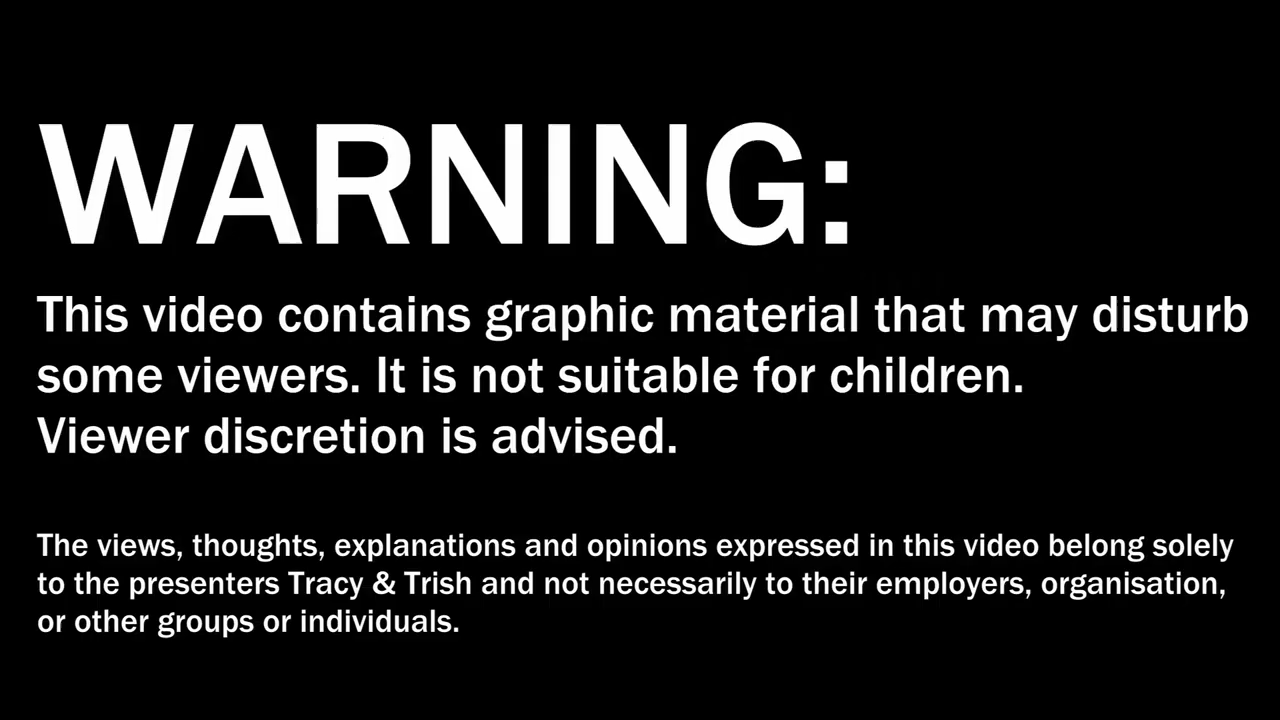 WARNING:
This video contains graphic material that may disturb
some viewers. It is not suitable for children.
Viewer discretion is advised.
The views, thoughts, explanations and opinions expressed in this video belong solely
to the presenters Tracy & Trish and not necessarily to their employers, organisation,
or other groups or individuals.